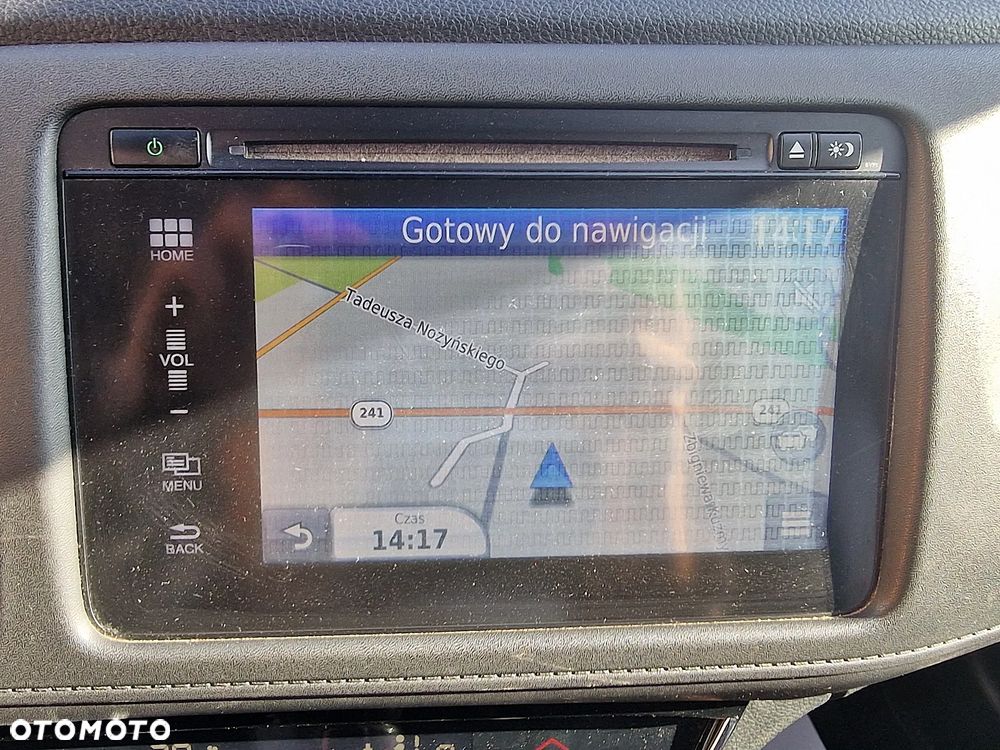 HOME
+
VOL
−
MENU
BACK
Gotowy do nawigacji 14:17
Tadeusza Nożyńskiego
241
241
Czas
14:17
OTOMOTO